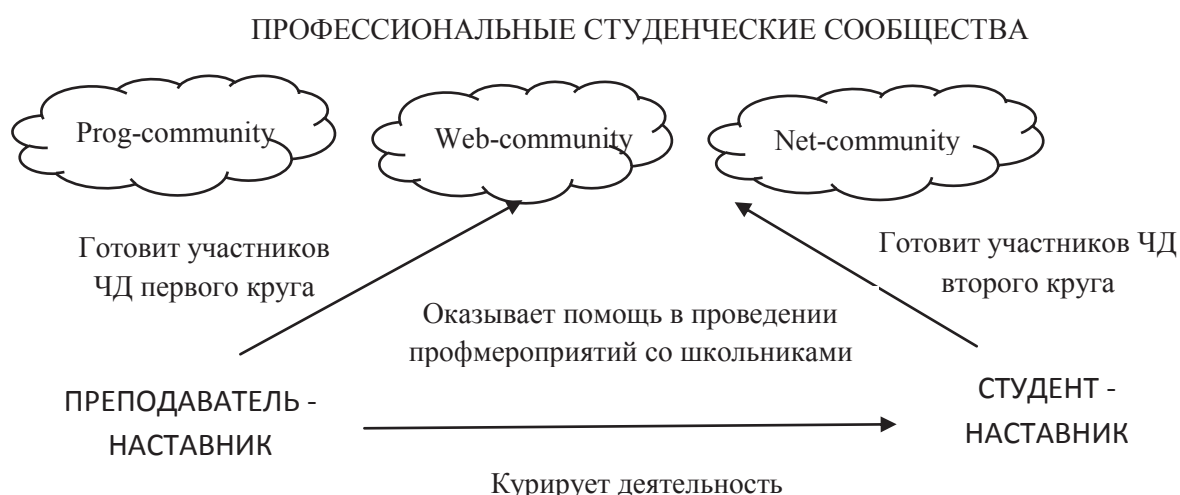 ПРОФЕССИОНАЛЬНЫЕ СТУДЕНЧЕСКИЕ СООБЩЕСТВА
Prog-community
Web-community
Net-community
Готовит участников
ЧД первого круга
Готовит участников ЧД
второго круга
Оказывает помощь в проведении
профмероприятий со школьниками
ПРЕПОДАВАТЕЛЬ -
НАСТАВНИК
СТУДЕНТ -
НАСТАВНИК
Курирует деятельность